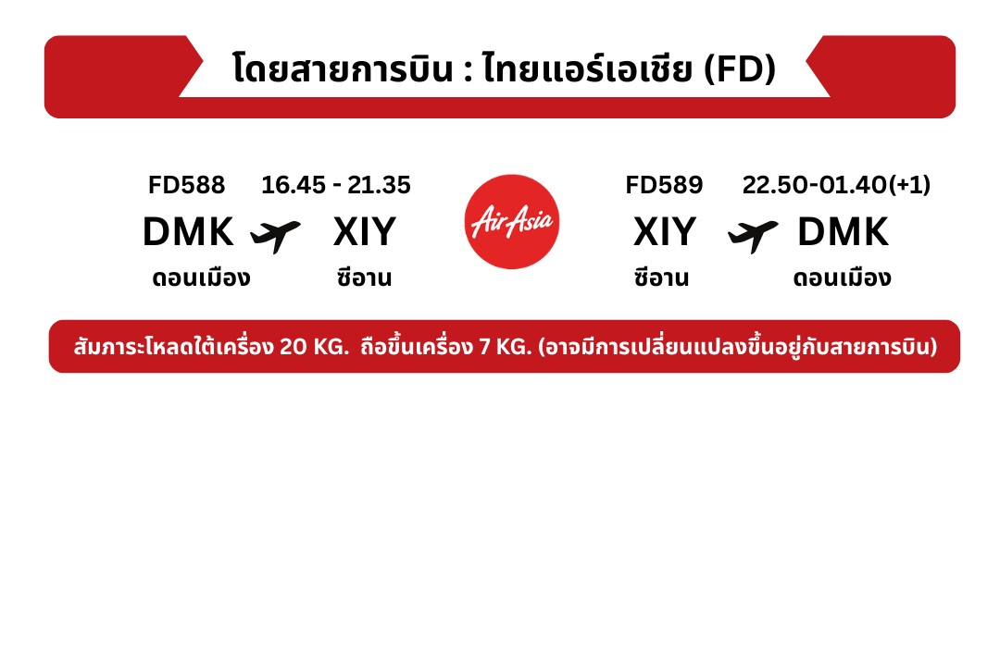 โดยสายการบิน : ไทยแอร์เอเชีย (FD)
FD588 16.45 - 21.35
DMK XIY
ดอนเมือง ซีอาน
AirAsia
FD589 22.50-01.40(+1)
XIY DMK
ซีอาน ดอนเมือง
สัมภาระโหลดใต้เครื่อง 20 KG. ถือขึ้นเครื่อง 7 KG. (อาจมีการเปลี่ยนแปลงขึ้นอยู่กับสายการบิน)